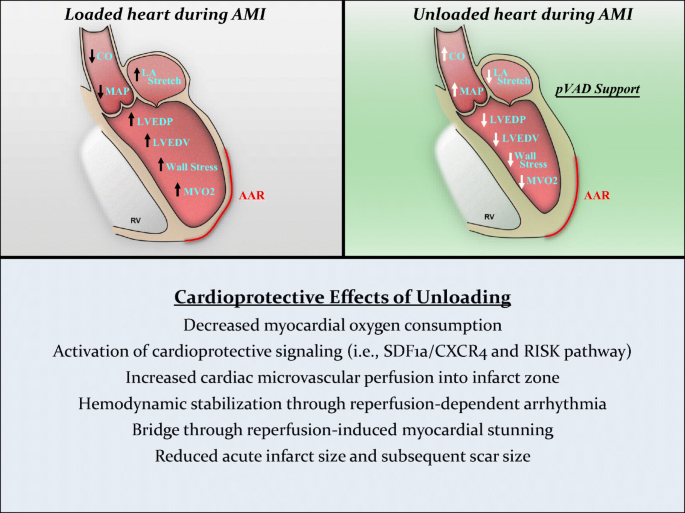 Loaded heart during AMI
CO
MAP
LA
Stretch
LVEDP
LVEDV
Wall Stress
MVO2
AAR
RV
Unloaded heart during AMI
CO
MAP
LA
Stretch
pVAD Support
LVEDP
LVEDV
Wall
Stress
MVO2
AAR
RV
Cardioprotective Effects of Unloading
Decreased myocardial oxygen consumption
Activation of cardioprotective signaling (i.e., SDF1a/CXCR4 and RISK pathway)
Increased cardiac microvascular perfusion into infarct zone
Hemodynamic stabilization through reperfusion-dependent arrhythmia
Bridge through reperfusion-induced myocardial stunning
Reduced acute infarct size and subsequent scar size